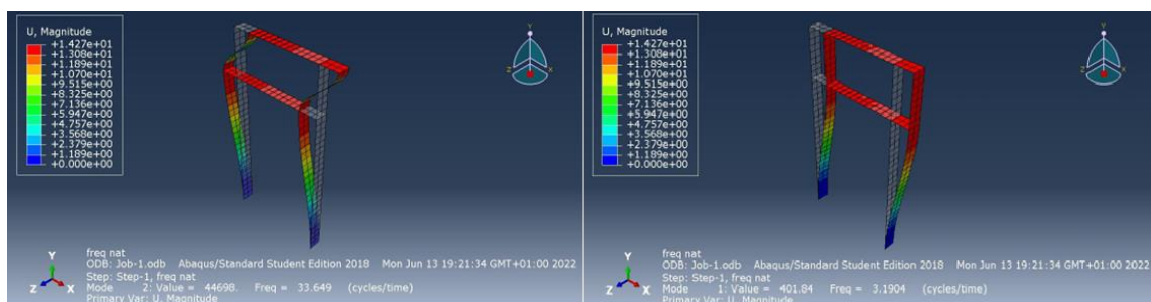 U, Magnitude
+1.427e+01
+1.308e+01
+1.189e+01
+1.070e+01
+9.515e+00
+8.325e+00
+7.136e+00
+5.947e+00
+4.757e+00
+3.568e+00
+2.379e+00
+1.189e+00
+0.000e+00
Y
Z
X
Y
Z
X
freq nat
ODB: Job-1.odb Abaqus/Standard Student Edition 2018 Mon Jun 13 19:21:34 GMT+01:00 2022
Step: Step-1, freq nat
Mode 2: Value = 44698. Freq = 33.649 (cycles/time)
Primary Var: U, Magnitude
U, Magnitude
+1.427e+01
+1.308e+01
+1.189e+01
+1.070e+01
+9.515e+00
+8.325e+00
+7.136e+00
+5.947e+00
+4.757e+00
+3.568e+00
+2.379e+00
+1.189e+00
+0.000e+00
Y
Z
X
Y
Z
X
freq nat
ODB: Job-1.odb Abaqus/Standard Student Edition 2018 Mon Jun 13 19:21:34 GMT+01:00 2022
Step: Step-1, freq nat
Mode 1: Value = 401.84 Freq = 3.1904 (cycles/time)
Primary Var: U, Magnitude